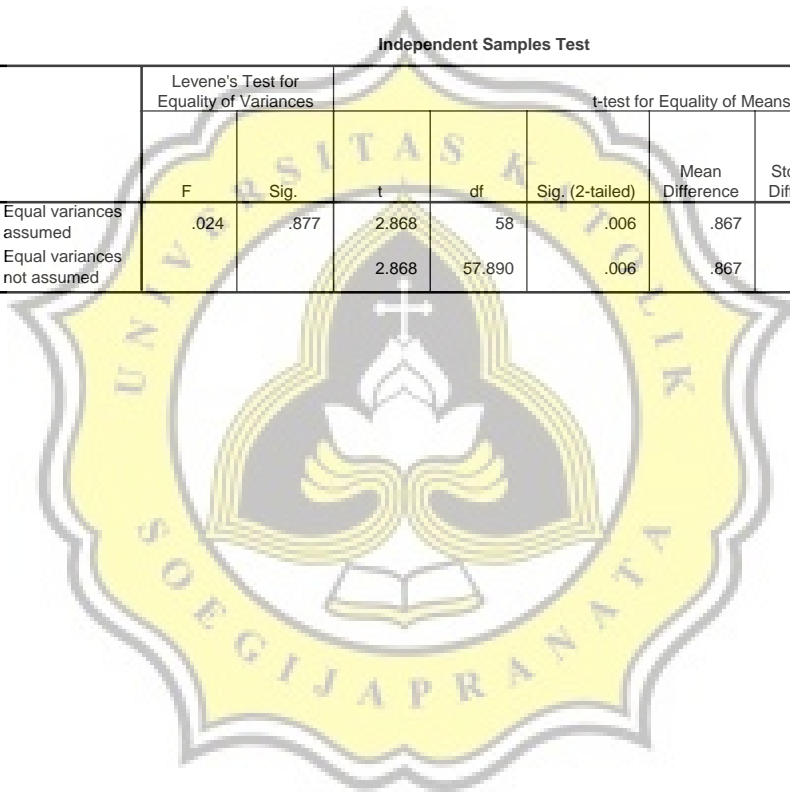 Independent Samples Test
Levene's Test for
Equality of Variances
t-test for Equality of Means
F Sig. t df Sig. (2-tailed) Mean
Difference
Equal variances
assumed .024 .877 2.868 58 .006 .867
Equal variances
not assumed 2.868 57.890 .006 .867
UNIVERSITAS KATOLIK
SOEGIJAPRANATA